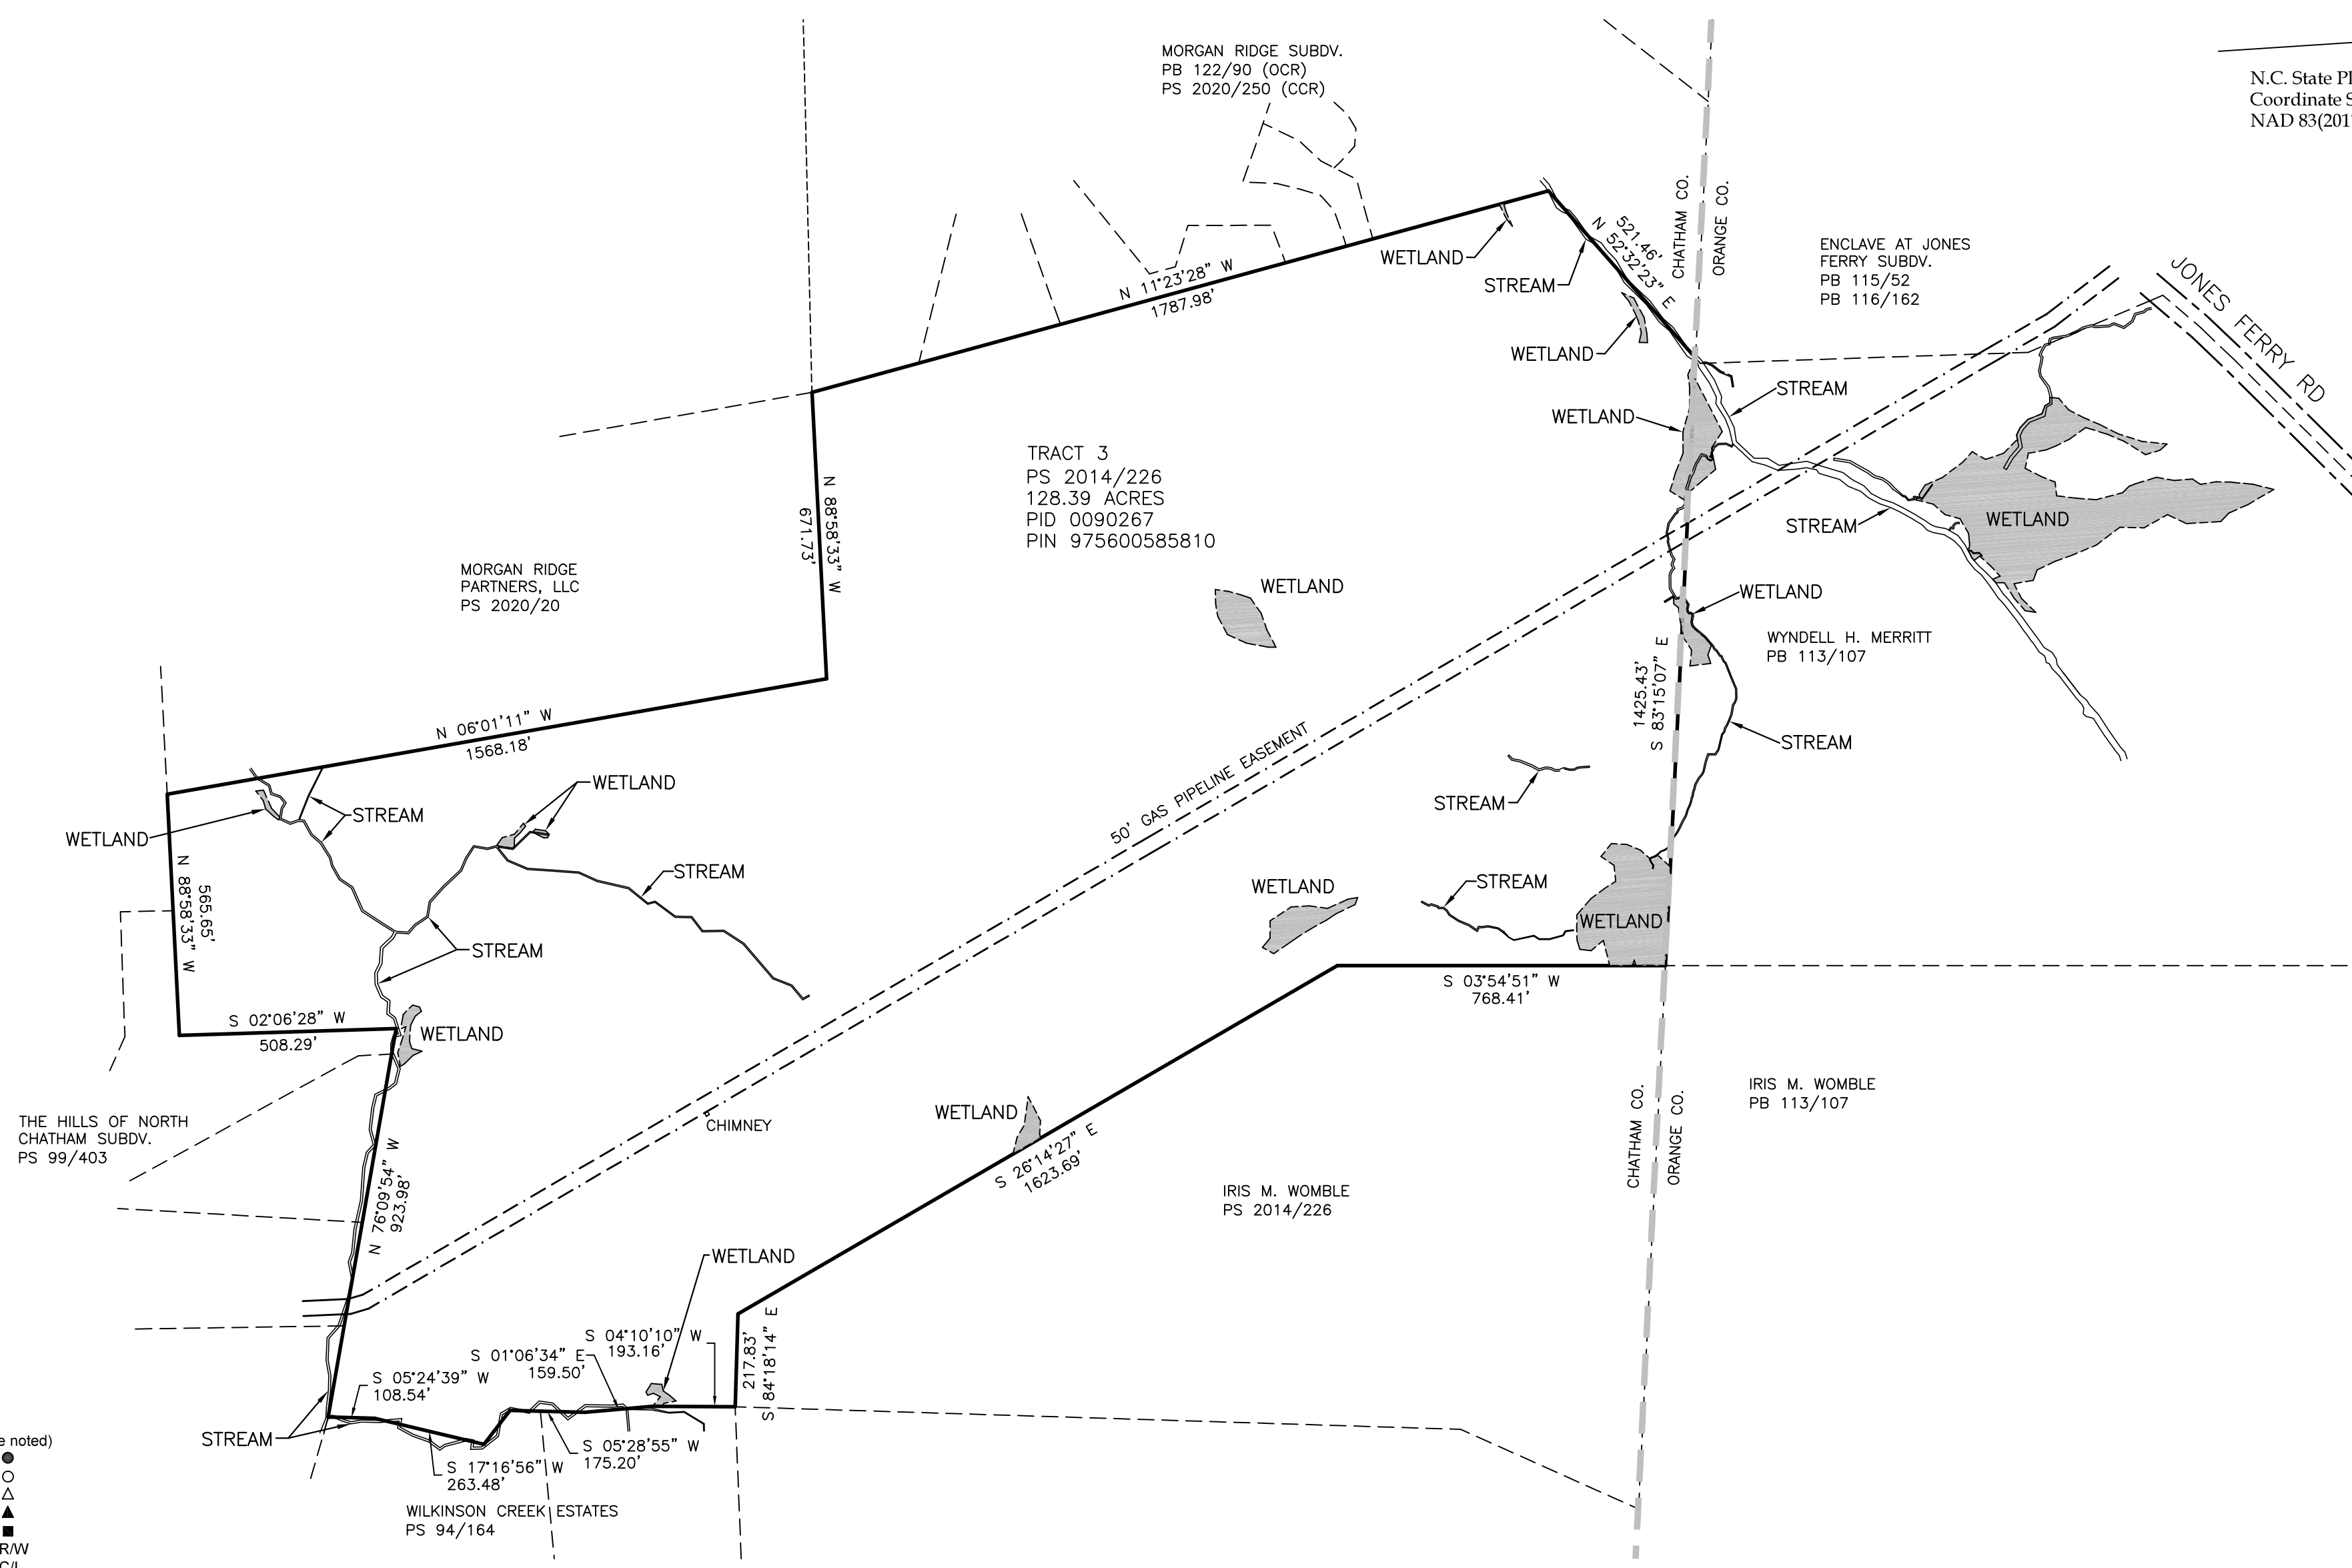 MORGAN RIDGE SUBDV.
PB 122/90 (OCR)
PS 2020/250 (CCR)
N.C. State
Coordinate
NAD 83(201
CHATHAM CO.
ORANGE CO.
521.46'
N 52°32'23" E
WETLAND
STREAM
ENCLAVE AT JONES
FERRY SUBDV.
PB 115/52
PB 116/162
JONES FERRY RD
N 11°23'28" W
1787.98'
WETLAND
STREAM
WETLAND
TRACT 3
PS 2014/226
128.39 ACRES
PID 0090267
PIN 975600585810
N 88°58'33" W
671.73'
STREAM
WETLAND
MORGAN RIDGE
PARTNERS, LLC
PS 2020/20
WETLAND
WETLAND
WYNDELL H. MERRITT
PB 113/107
1425.43'
S 83°15'07" E
N 06°01'11" W
1568.18'
50' GAS PIPELINE EASEMENT
STREAM
WETLAND
STREAM
STREAM
WETLAND
STREAM
STREAM
WETLAND
WETLAND
N 88°58'33" W
565.65'
STREAM
S 03°54'51" W
768.41'
S 02°06'28" W
508.29'
WETLAND
IRIS M. WOMBLE
PB 113/107
CHATHAM CO.
ORANGE CO.
WETLAND
CHIMNEY
THE HILLS OF NORTH
CHATHAM SUBDV.
PS 99/403
S 26°14'27" E
1623.69'
N 76°09'54" W
923.98'
IRIS M. WOMBLE
PS 2014/226
WETLAND
S 04°10'10" W
193.16'
217.83'
S 84°18'14" E
S 01°06'34" E
159.50'
S 05°24'39" W
108.54'
STREAM
S 05°28'55" W
175.20'
S 17°16'56" W
263.48'
WILKINSON CREEK ESTATES
PS 94/164
noted)
R/W